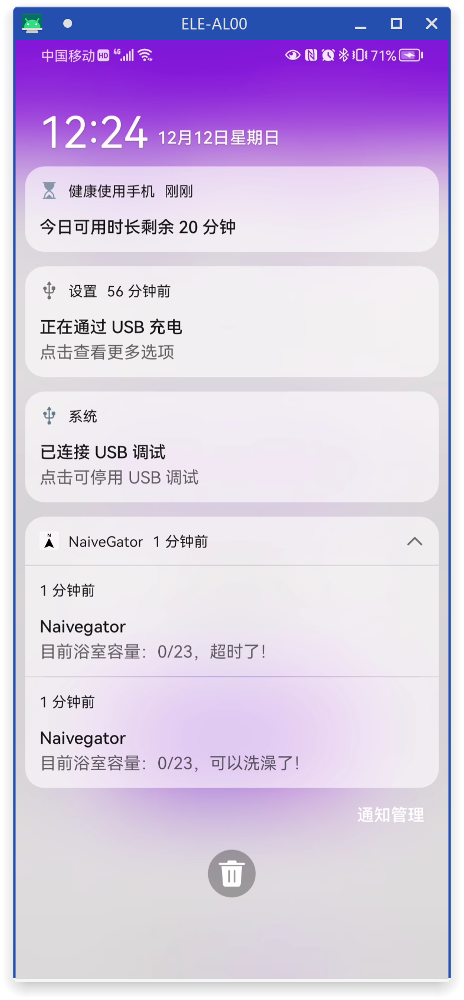 ELE-AL00
中国移动 HD 4G 71%
12:24 12月12日星期日
健康使用手机 刚刚
今日可用时长剩余 20 分钟
设置 56 分钟前
正在通过 USB 充电
点击查看更多选项
系统
已连接 USB 调试
点击可停用 USB 调试
N NaiveGator 1 分钟前
1 分钟前
Naivegator
目前浴室容量：0/23，超时了！
1 分钟前
Naivegator
目前浴室容量：0/23，可以洗澡了！
通知管理